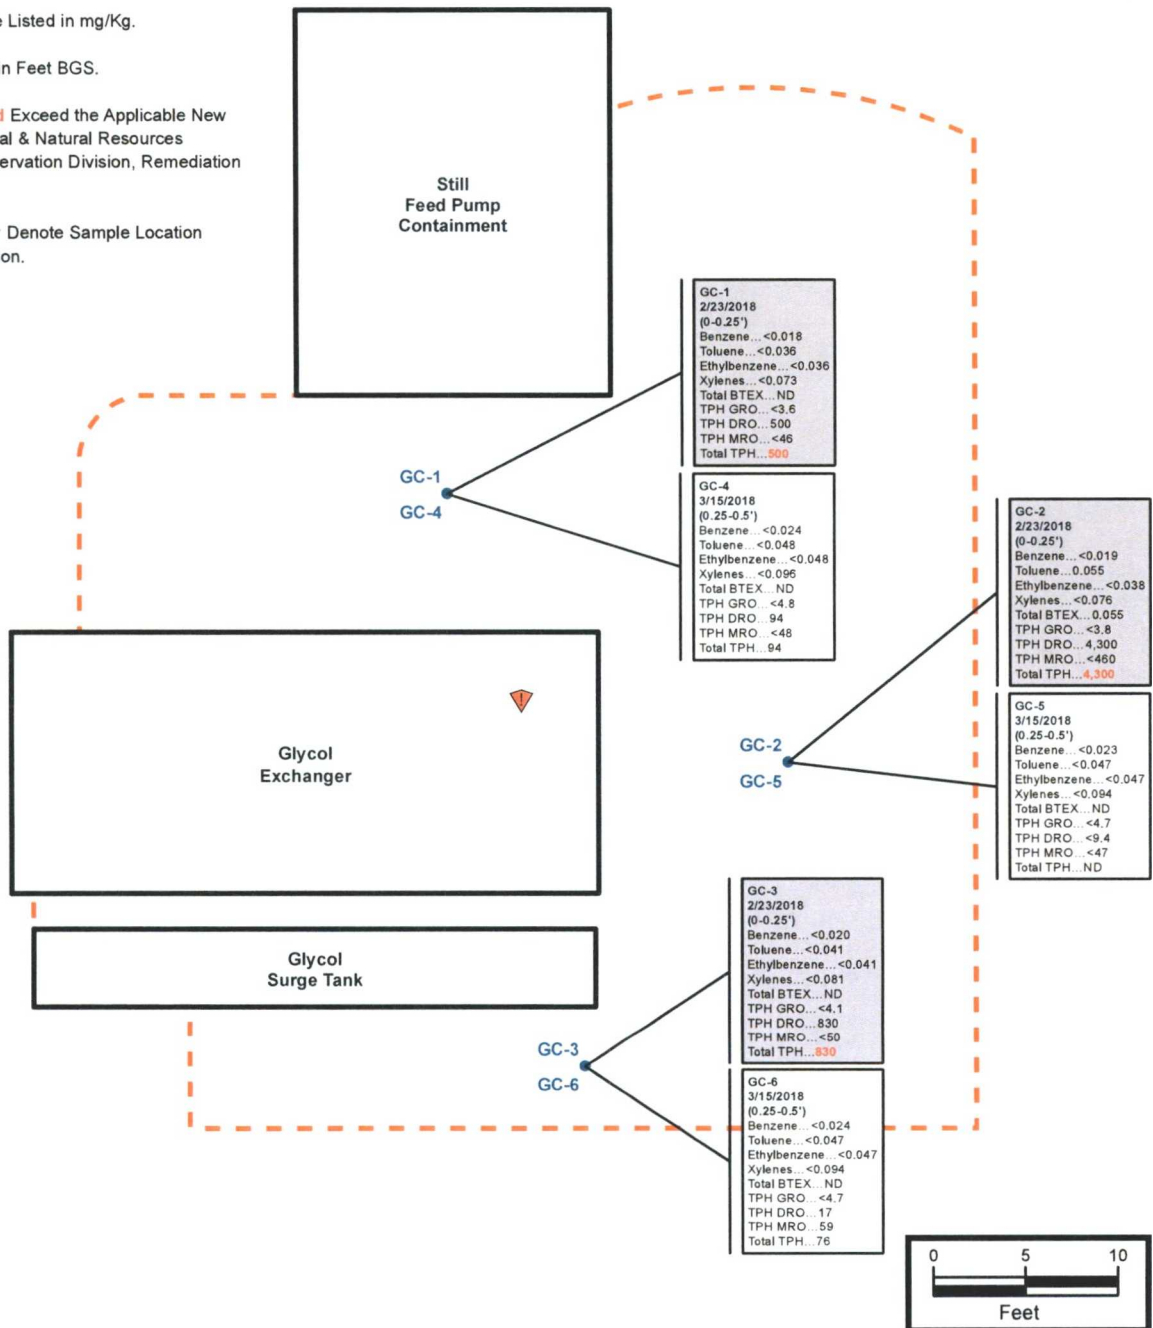 e Listed in mg/Kg.
in Feet BGS.
d Exceed the Applicable New
al & Natural Resources
ervation Division, Remediation
Denote Sample Location
on.
Still
Feed Pump
Containment
GC-1
2/23/2018
(0-0.25')
Benzene...<0.018
Toluene...<0.036
Ethylbenzene...<0.036
Xylenes...<0.073
Total BTEX...ND
TPH GRO...<3.6
TPH DRO...500
TPH MRO...<46
Total TPH...500
GC-1
GC-4
GC-4
3/15/2018
(0.25-0.5')
Benzene...<0.024
Toluene...<0.048
Ethylbenzene...<0.048
Xylenes...<0.096
Total BTEX...ND
TPH GRO...<4.8
TPH DRO...94
TPH MRO...<48
Total TPH...94
GC-2
2/23/2018
(0-0.25')
Benzene...<0.019
Toluene...0.055
Ethylbenzene...<0.038
Xylenes...<0.076
Total BTEX...0.055
TPH GRO...<3.8
TPH DRO...4,300
TPH MRO...<460
Total TPH...4,300
!
Glycol
Exchanger
GC-2
GC-5
GC-5
3/15/2018
(0.25-0.5')
Benzene...<0.023
Toluene...<0.047
Ethylbenzene...<0.047
Xylenes...<0.094
Total BTEX...ND
TPH GRO...<4.7
TPH DRO...<9.4
TPH MRO...<47
Total TPH...ND
Glycol
Surge Tank
GC-3
2/23/2018
(0-0.25')
Benzene...<0.020
Toluene...<0.041
Ethylbenzene...<0.041
Xylenes...<0.081
Total BTEX...ND
TPH GRO...<4.1
TPH DRO...830
TPH MRO...<50
Total TPH...830
GC-3
GC-6
GC-6
3/15/2018
(0.25-0.5')
Benzene...<0.024
Toluene...<0.047
Ethylbenzene...<0.047
Xylenes...<0.094
Total BTEX...ND
TPH GRO...<4.7
TPH DRO...17
TPH MRO...59
Total TPH...76
0 5 10
Feet